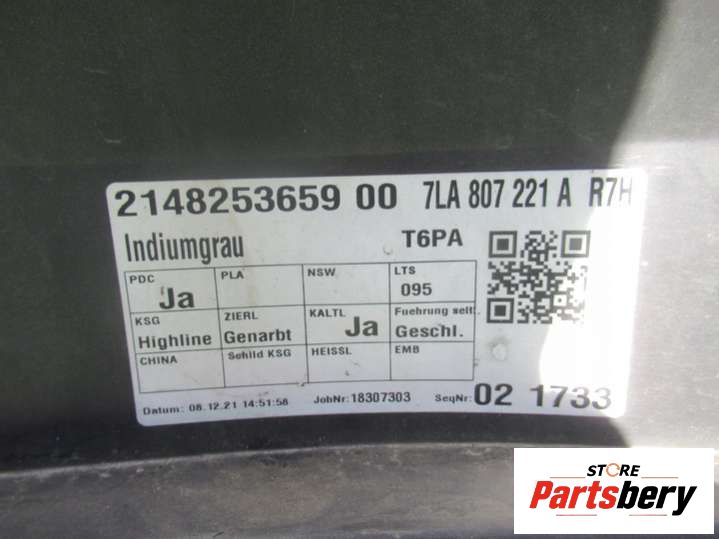 2148253659 00 7LA 807 221 A R7H
Indiumgrau T6PA
PDC Ja PLA NSW LTS 095
KSG Highline ZIERL Genarbt KALTL Ja Fuehrung seit: Geschl.
CHINA Schild KSG HEISSL EMB
Datum: 08.12.21 14:51:58 JobNr: 18307303 SeqNr: 02 1733
STORE
Partsbery